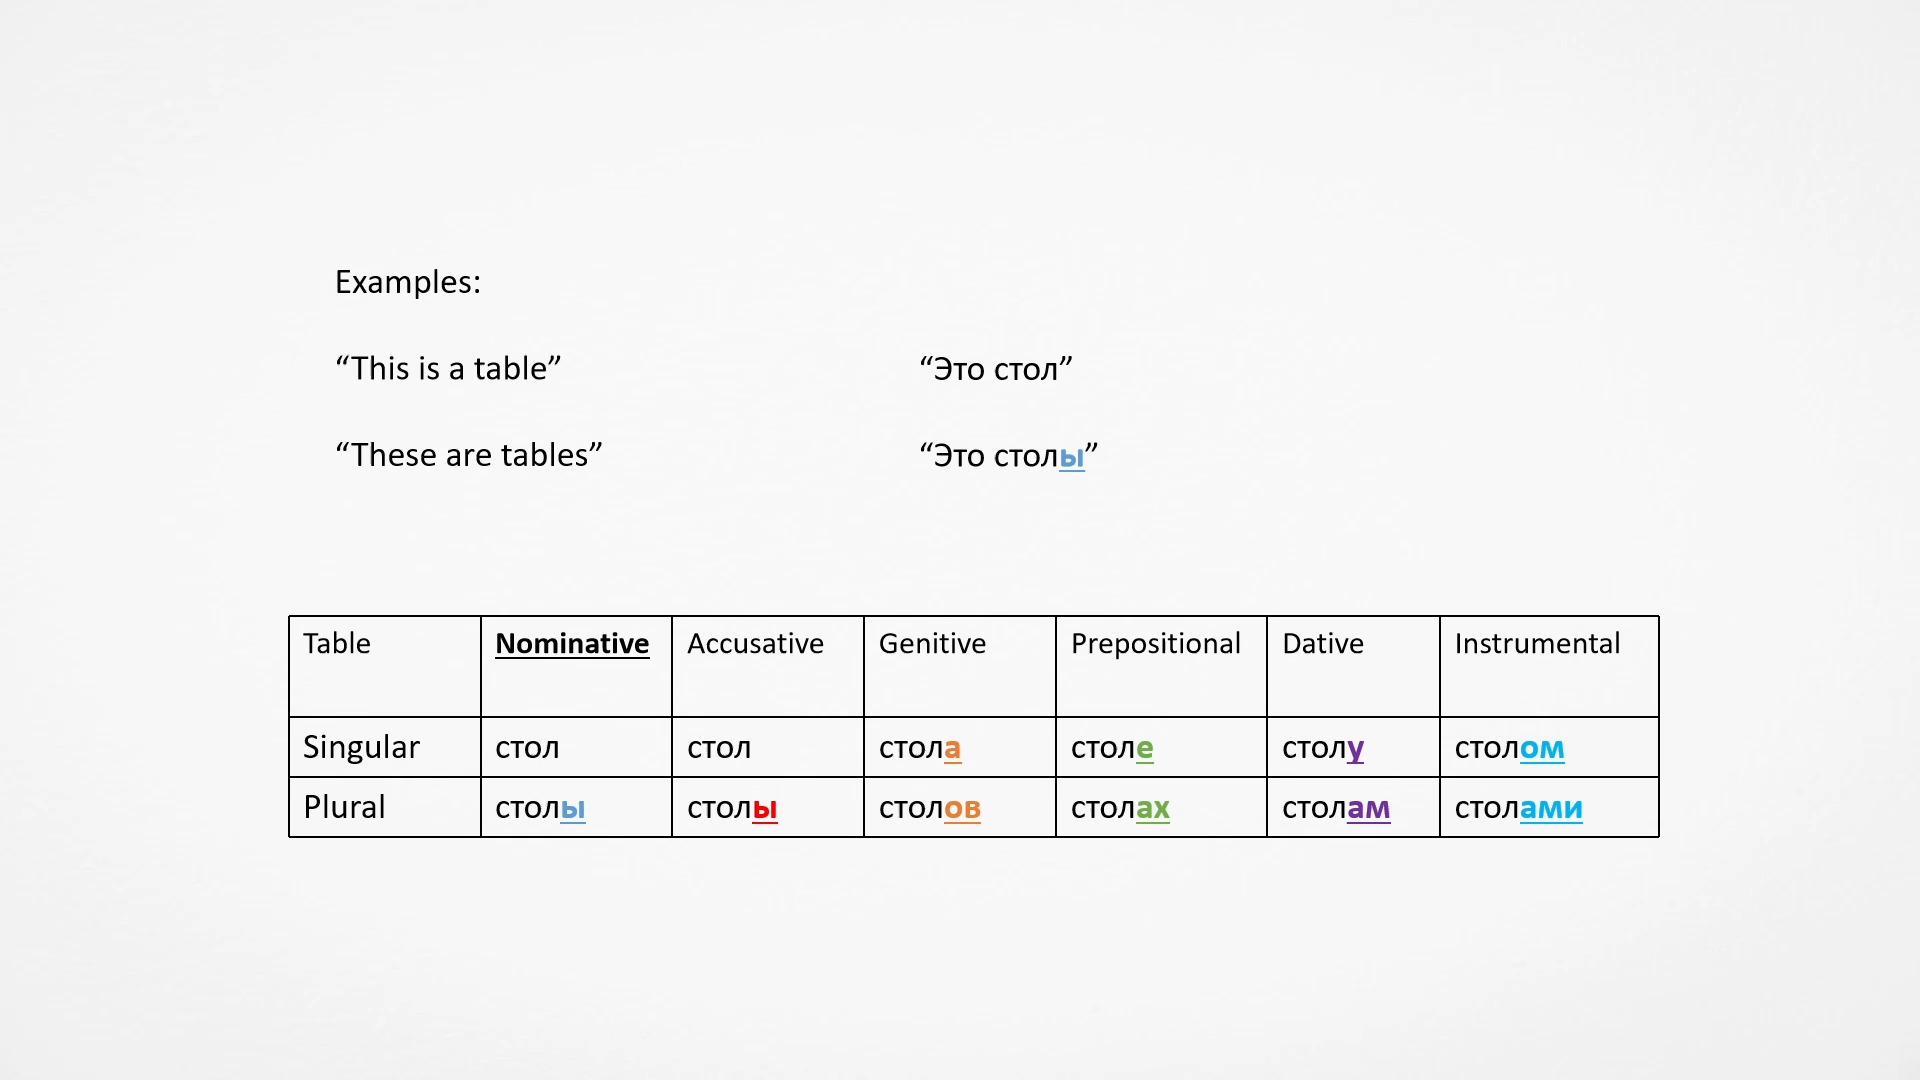 Examples:
“This is a table” “Это стол”
“These are tables” “Это столы”
Table Nominative Accusative Genitive Prepositional Dative Instrumental
Singular стол стол стола столе столу столом
Plural столы столы столов столах столам столами